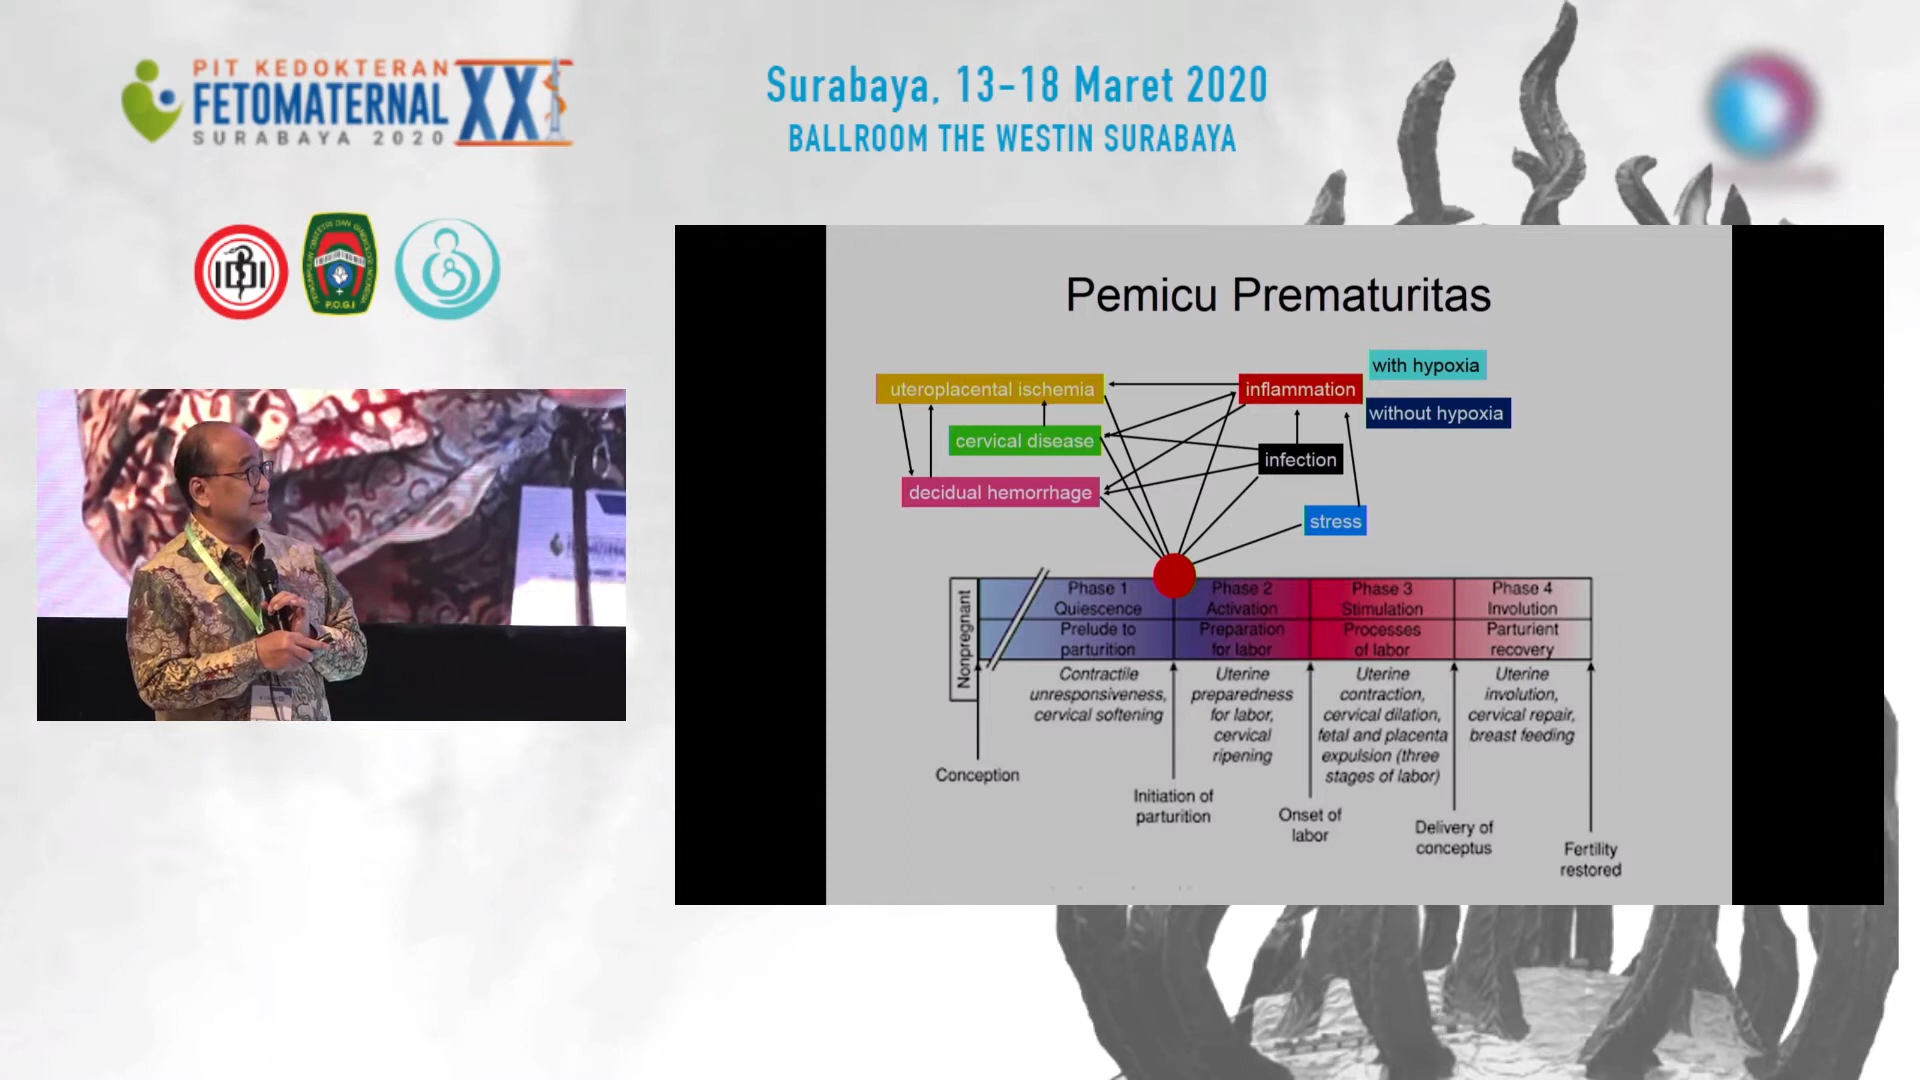 PIT KEDOKTERAN
FETOMATERNAL
SURABAYA 2020
XXI
Surabaya, 13-18 Maret 2020
BALLROOM THE WESTIN SURABAYA
IDI
P.O.G.I
Pemicu Prematuritas
with hypoxia
uteroplacental ischemia
inflammation
without hypoxia
cervical disease
infection
decidual hemorrhage
stress
Nonpregnant
Phase 1
Quiescence
Prelude to
parturition
Contractile
unresponsiveness,
cervical softening
Phase 2
Activation
Preparation
for labor
Uterine
preparedness
for labor,
cervical
ripening
Phase 3
Stimulation
Processes
of labor
Uterine
contraction,
cervical dilation,
fetal and placenta
expulsion (three
stages of labor)
Phase 4
Involution
Parturient
recovery
Uterine
involution,
cervical repair,
breast feeding
Conception
Initiation of
parturition
Onset of
labor
Delivery of
conceptus
Fertility
restored